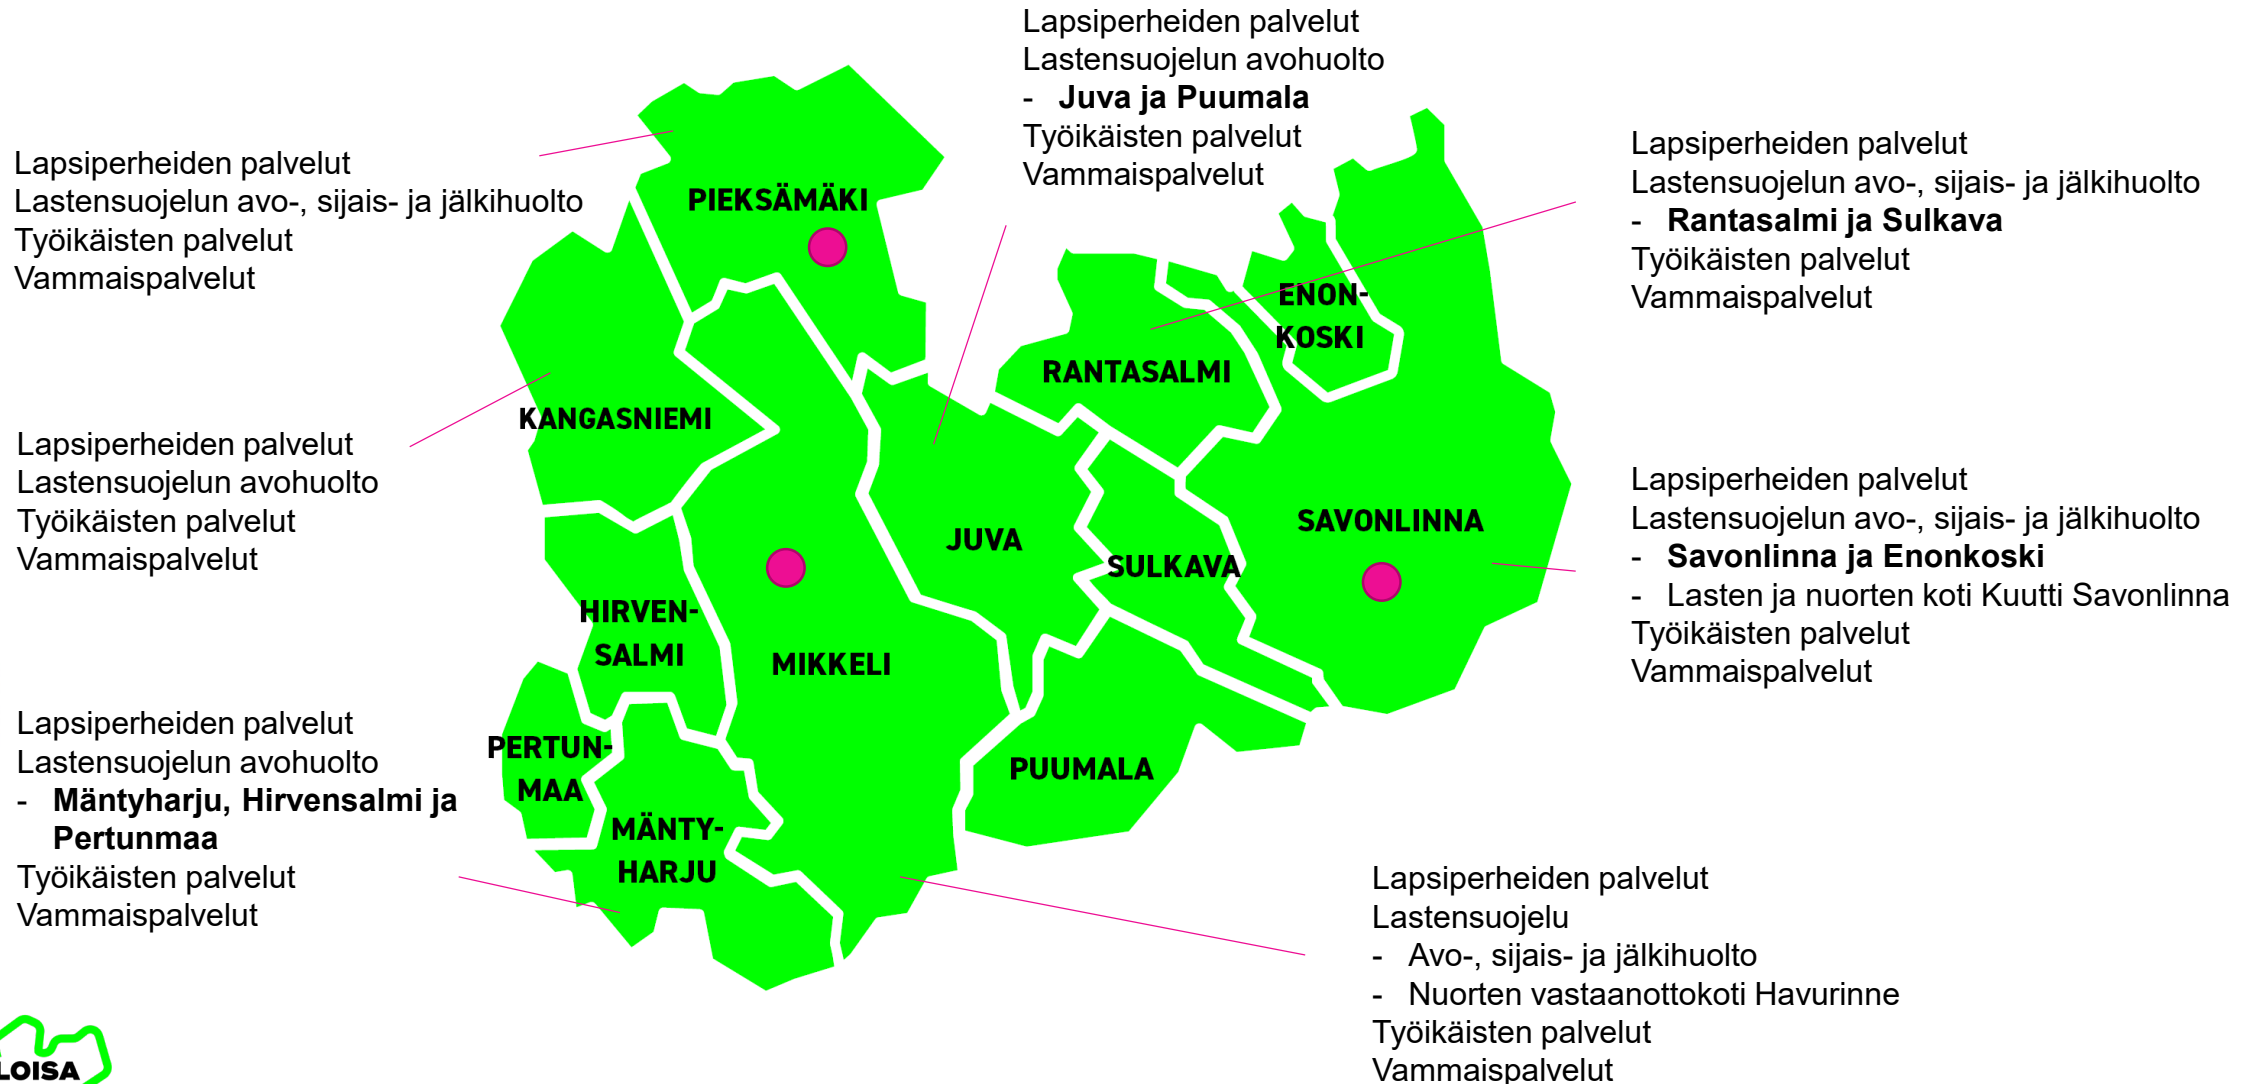 Lapsiperheiden palvelut
Lastensuojelun avohuolto
- Juva ja Puumala
Työikäisten palvelut
Vammaispalvelut
Lapsiperheiden palvelut
Lastensuojelun avo-, sijais- ja jälkihuolto
Työikäisten palvelut
Vammaispalvelut
Lapsiperheiden palvelut
Lastensuojelun avo-, sijais- ja jälkihuolto
- Rantasalmi ja Sulkava
Työikäisten palvelut
Vammaispalvelut
PIEKSÄMÄKI
ENON-
KOSKI
RANTASALMI
KANGASNIEMI
Lapsiperheiden palvelut
Lastensuojelun avohuolto
Työikäisten palvelut
Vammaispalvelut
Lapsiperheiden palvelut
Lastensuojelun avo-, sijais- ja jälkihuolto
- Savonlinna ja Enonkoski
- Lasten ja nuorten koti Kuutti Savonlinna
Työikäisten palvelut
Vammaispalvelut
SAVONLINNA
JUVA
SULKAVA
HIRVEN-
SALMI
MIKKELI
PERTUN-
MAA
PUUMALA
MÄNTY-
HARJU
Lapsiperheiden palvelut
Lastensuojelun avohuolto
- Mäntyharju, Hirvensalmi ja
Pertunmaa
Työikäisten palvelut
Vammaispalvelut
Lapsiperheiden palvelut
Lastensuojelu
- Avo-, sijais- ja jälkihuolto
- Nuorten vastaanottokoti Havurinne
Työikäisten palvelut
Vammaispalvelut
LOISA